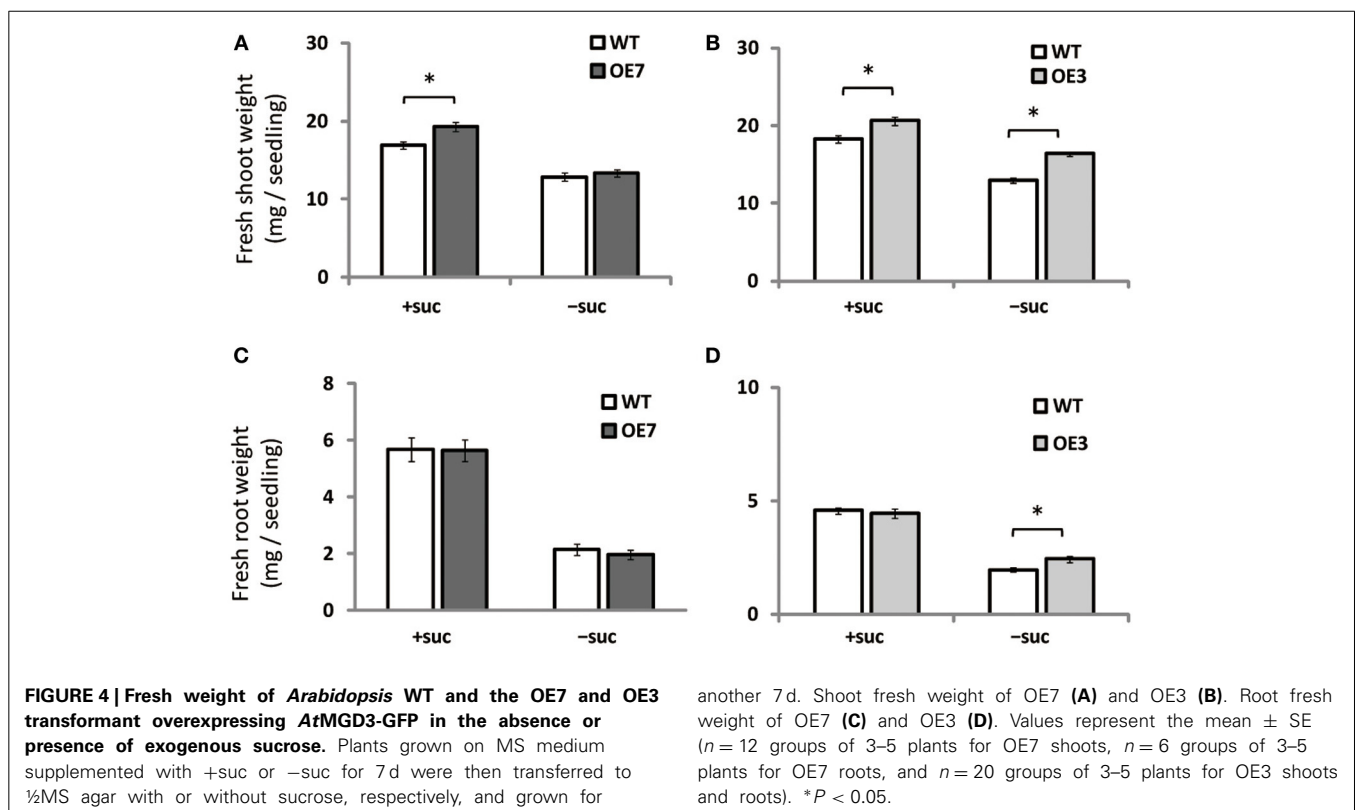 A
30
20
10
0
Fresh shoot weight
(mg / seedling)
WT
OE7
*
+suc
−suc
B
30
20
10
0
WT
OE3
*
*
+suc
−suc
C
8
6
4
2
0
Fresh root weight
(mg / seedling)
WT
OE7
+suc
−suc
D
10
5
0
WT
OE3
*
+suc
−suc
FIGURE 4 | Fresh weight of Arabidopsis WT and the OE7 and OE3
transformant overexpressing AtMGD3-GFP in the absence or
presence of exogenous sucrose. Plants grown on MS medium
supplemented with +suc or −suc for 7 d were then transferred to
½MS agar with or without sucrose, respectively, and grown for
another 7 d. Shoot fresh weight of OE7 (A) and OE3 (B). Root fresh
weight of OE7 (C) and OE3 (D). Values represent the mean ± SE
(n = 12 groups of 3–5 plants for OE7 shoots, n = 6 groups of 3–5
plants for OE7 roots, and n = 20 groups of 3–5 plants for OE3 shoots
and roots). *P < 0.05.